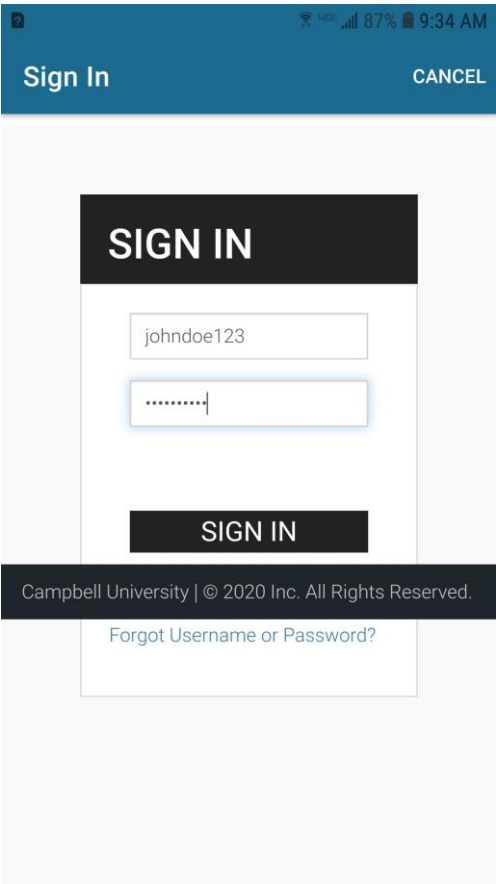 87% 9:34 AM
Sign In CANCEL
SIGN IN
johndoe123
••••••••••
SIGN IN
Campbell University | © 2020 Inc. All Rights Reserved.
Forgot Username or Password?